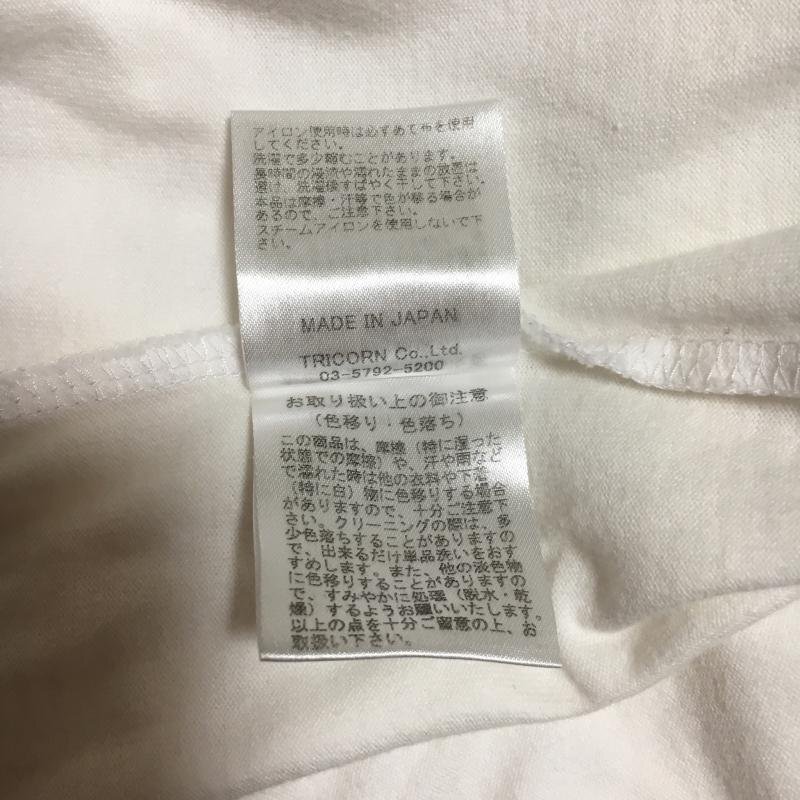 アイロン使用時は必ずあて布を使用
してください。
洗濯で多少縮むことがあります。
長時間の浸漬や濡れたままの放置は
避け、洗濯後すばやく干して下さい。
本品は摩擦・汗等で色が移る場合が
あるので、ご注意下さい。
スチームアイロンを使用しないで下
さい。
MADE IN JAPAN
TRICORN Co.,Ltd.
03-5792-5200
お取り扱い上の御注意
(色移り・色落ち)
この商品は、摩擦(特に湿った
状態での摩擦)や、汗や雨など
で濡れた時は他の衣料や下着
(特に白)物に色移りする場合
がありますので、十分ご注意下
さい。クリーニングの際は、多
少色落ちすることがありますの
で、出来るだけ単品洗いをおす
すめします。また、他の淡色物
に色移りすることがありますの
で、すみやかに処理(脱水・乾
燥)するようお願いいたします。
以上の点を十分ご留意の上、お
取扱い下さい。